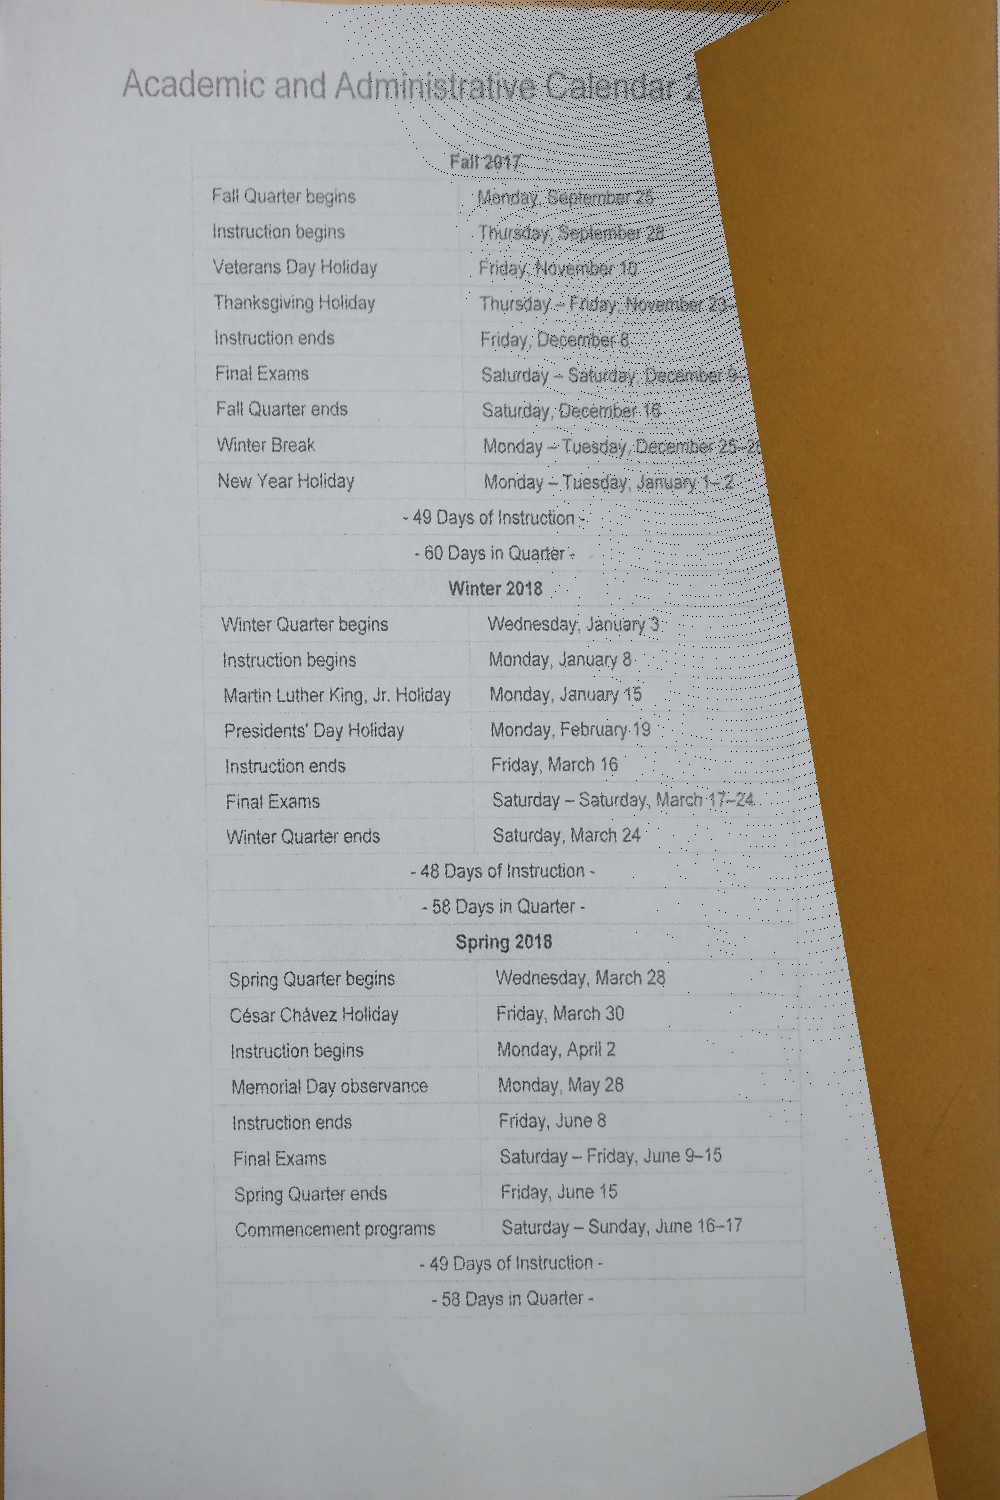 Academic and Administrative Calendar 2
Fall 2017
Fall Quarter begins Monday, September 25
Instruction begins Thursday, September 28
Veterans Day Holiday Friday, November 10
Thanksgiving Holiday Thursday – Friday, November 23–
Instruction ends Friday, December 8
Final Exams Saturday – Saturday, December 9–
Fall Quarter ends Saturday, December 16
Winter Break Monday – Tuesday, December 25–2
New Year Holiday Monday – Tuesday, January 1– 2
- 49 Days of Instruction -
- 60 Days in Quarter -
Winter 2018
Winter Quarter begins Wednesday, January 3
Instruction begins Monday, January 8
Martin Luther King, Jr. Holiday Monday, January 15
Presidents' Day Holiday Monday, February 19
Instruction ends Friday, March 16
Final Exams Saturday – Saturday, March 17–24
Winter Quarter ends Saturday, March 24
- 48 Days of Instruction -
- 58 Days in Quarter -
Spring 2018
Spring Quarter begins Wednesday, March 28
César Chávez Holiday Friday, March 30
Instruction begins Monday, April 2
Memorial Day observance Monday, May 28
Instruction ends Friday, June 8
Final Exams Saturday – Friday, June 9–15
Spring Quarter ends Friday, June 15
Commencement programs Saturday – Sunday, June 16–17
- 49 Days of Instruction -
- 58 Days in Quarter -